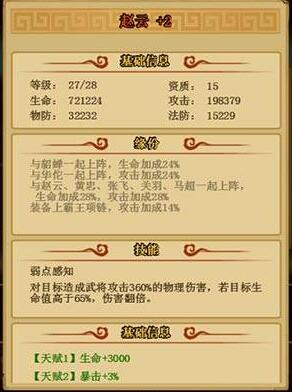 赵云 +2
基础信息
等级： 27/28 资质： 15
生命： 721224 攻击： 198379
物防： 32232 法防： 15229
缘份
与貂蝉一起上阵，生命加成24%
与华佗一起上阵，攻击加成24%
与赵云、黄忠、张飞、关羽、马超一起上阵，
生命加成28%，攻击加成28%
装备上霸王项链，攻击加成14%
技能
弱点感知
对目标造成武将攻击360%的物理伤害，若目标生
命值高于65%，伤害翻倍。
基础信息
【天赋1】生命+3000
【天赋2】暴击+3%